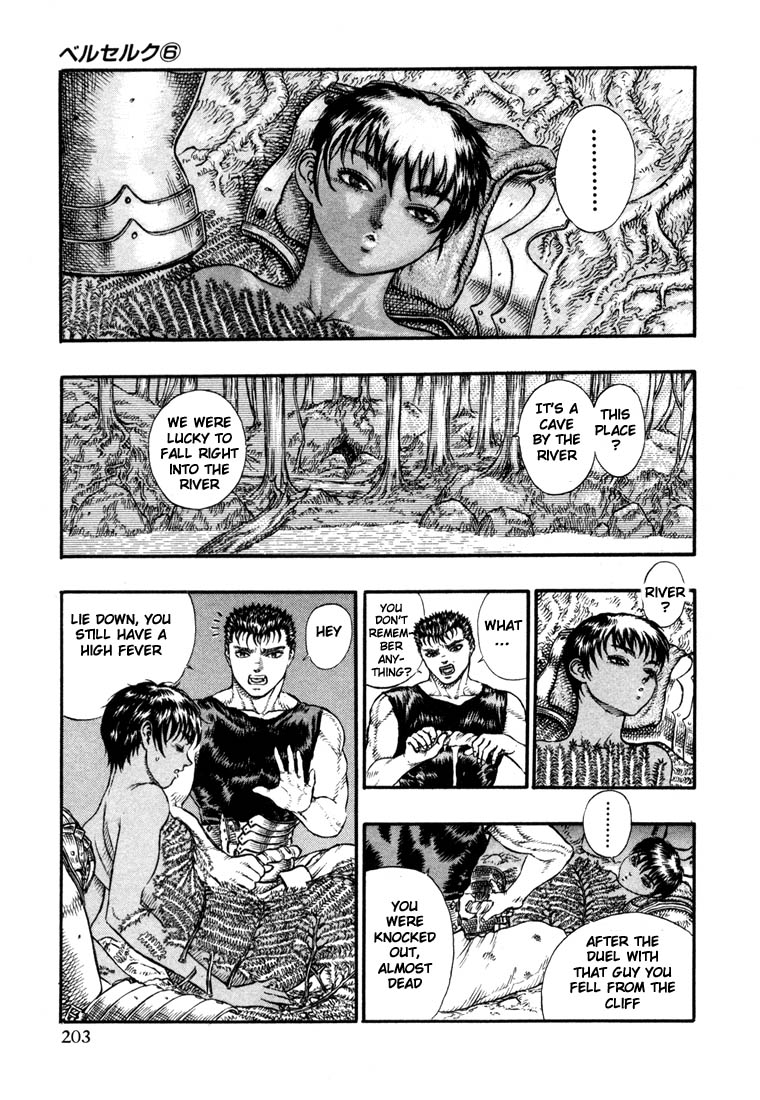 ベルセルク⑥
THIS
PLACE
?
IT'S A
CAVE
BY THE
RIVER
WE WERE
LUCKY TO
FALL RIGHT
INTO THE
RIVER
RIVER
?
WHAT
...
YOU
DON'T
REMEM-
BER
ANY-
THING?
AFTER THE
DUEL WITH
THAT GUY YOU
FELL FROM THE
CLIFF
YOU
WERE
KNOCKED
OUT,
ALMOST
DEAD
HEY
LIE DOWN, YOU
STILL HAVE A
HIGH FEVER
203